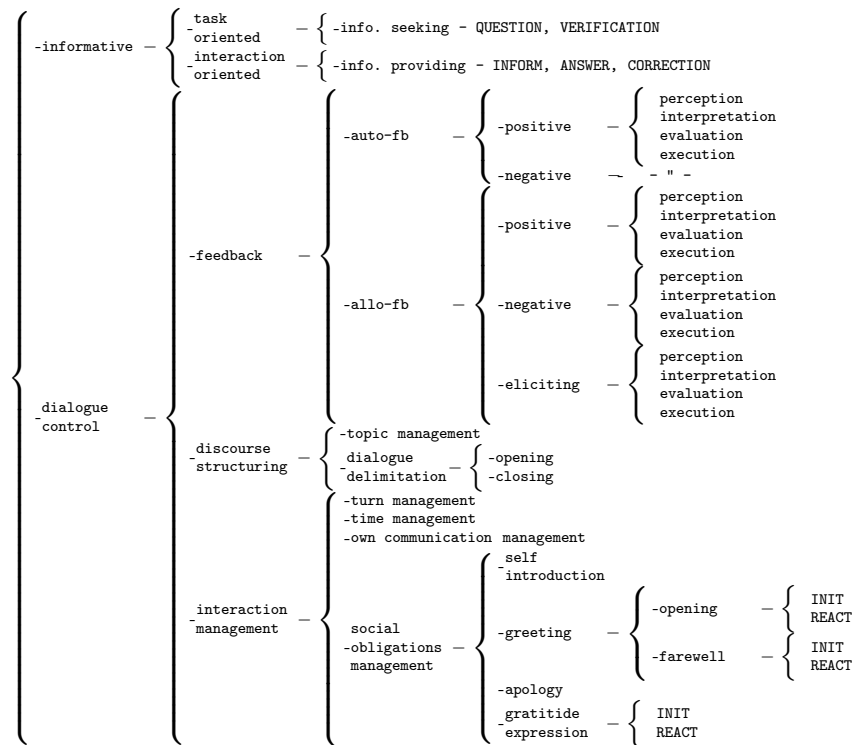 task
-informative — -oriented — -info. seeking - QUESTION, VERIFICATION
interaction
-oriented — -info. providing - INFORM, ANSWER, CORRECTION
perception
interpretation
-auto-fb — -positive — evaluation
execution
-negative — - " -
perception
interpretation
-positive — evaluation
-feedback — execution
perception
interpretation
-allo-fb — -negative — evaluation
execution
perception
interpretation
-eliciting — evaluation
-dialogue
control — execution
-topic management
-discourse
structuring — -dialogue
delimitation — -opening
-closing
-turn management
-time management
-own communication management
-self
introduction
INIT
-interaction
management — -opening — REACT
social
-obligations
management — -greeting — INIT
-farewell — REACT
-apology
-gratitide
expression — INIT
REACT